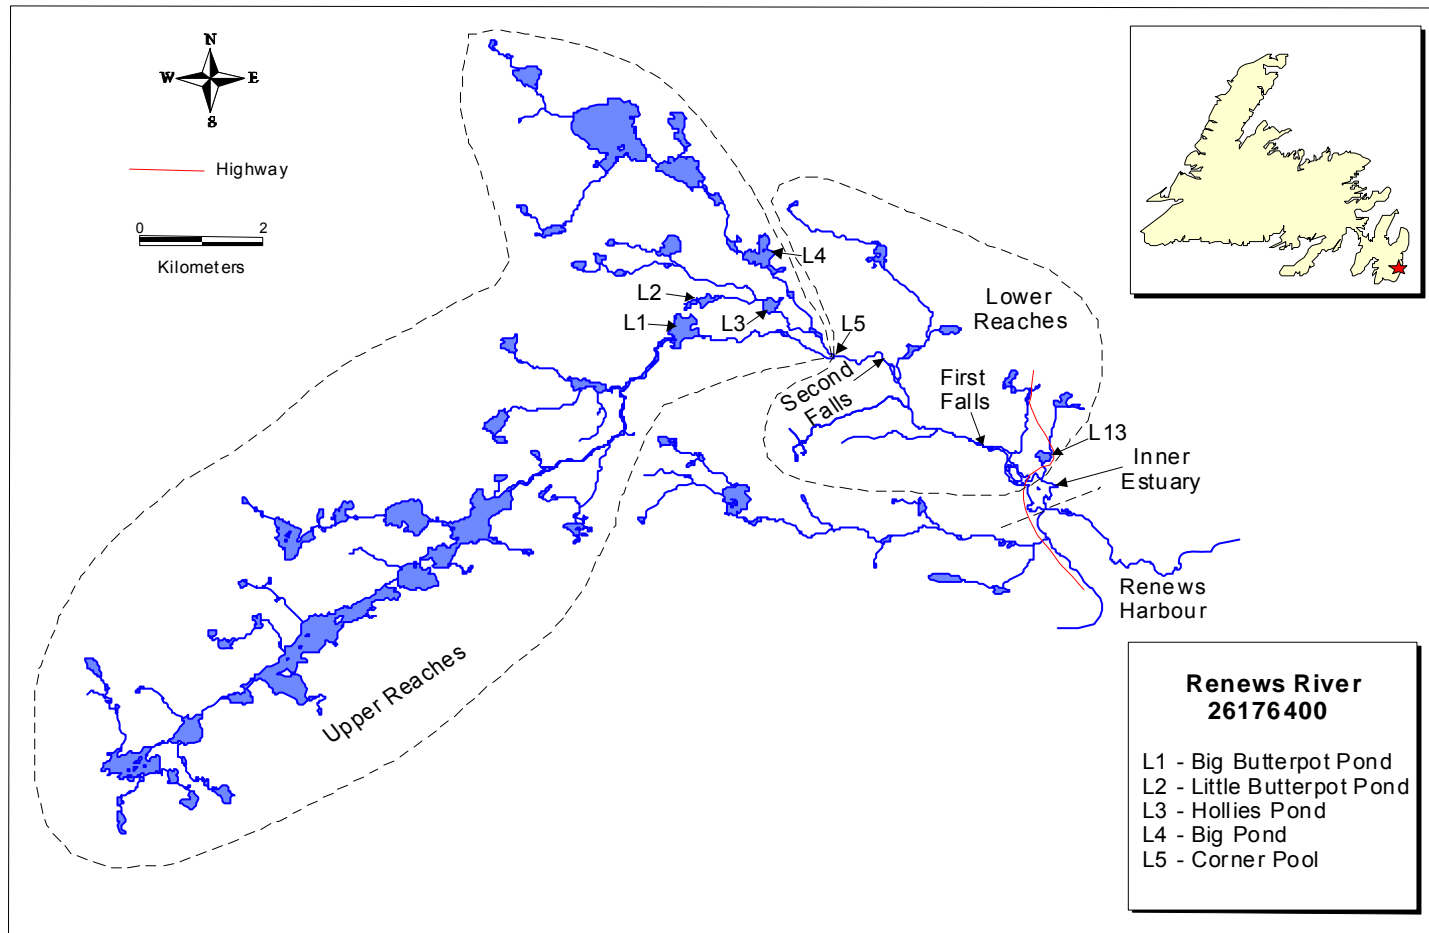 N
W E
S
Highway
0 2
Kilometers
L4
L2
L1
L3
L5
Lower
Reaches
Second
Falls
First
Falls
L13
Inner
Estuary
Renews
Harbour
Upper Reaches
Renews River
26176400
L1 - Big Butterpot Pond
L2 - Little Butterpot Pond
L3 - Hollies Pond
L4 - Big Pond
L5 - Corner Pool